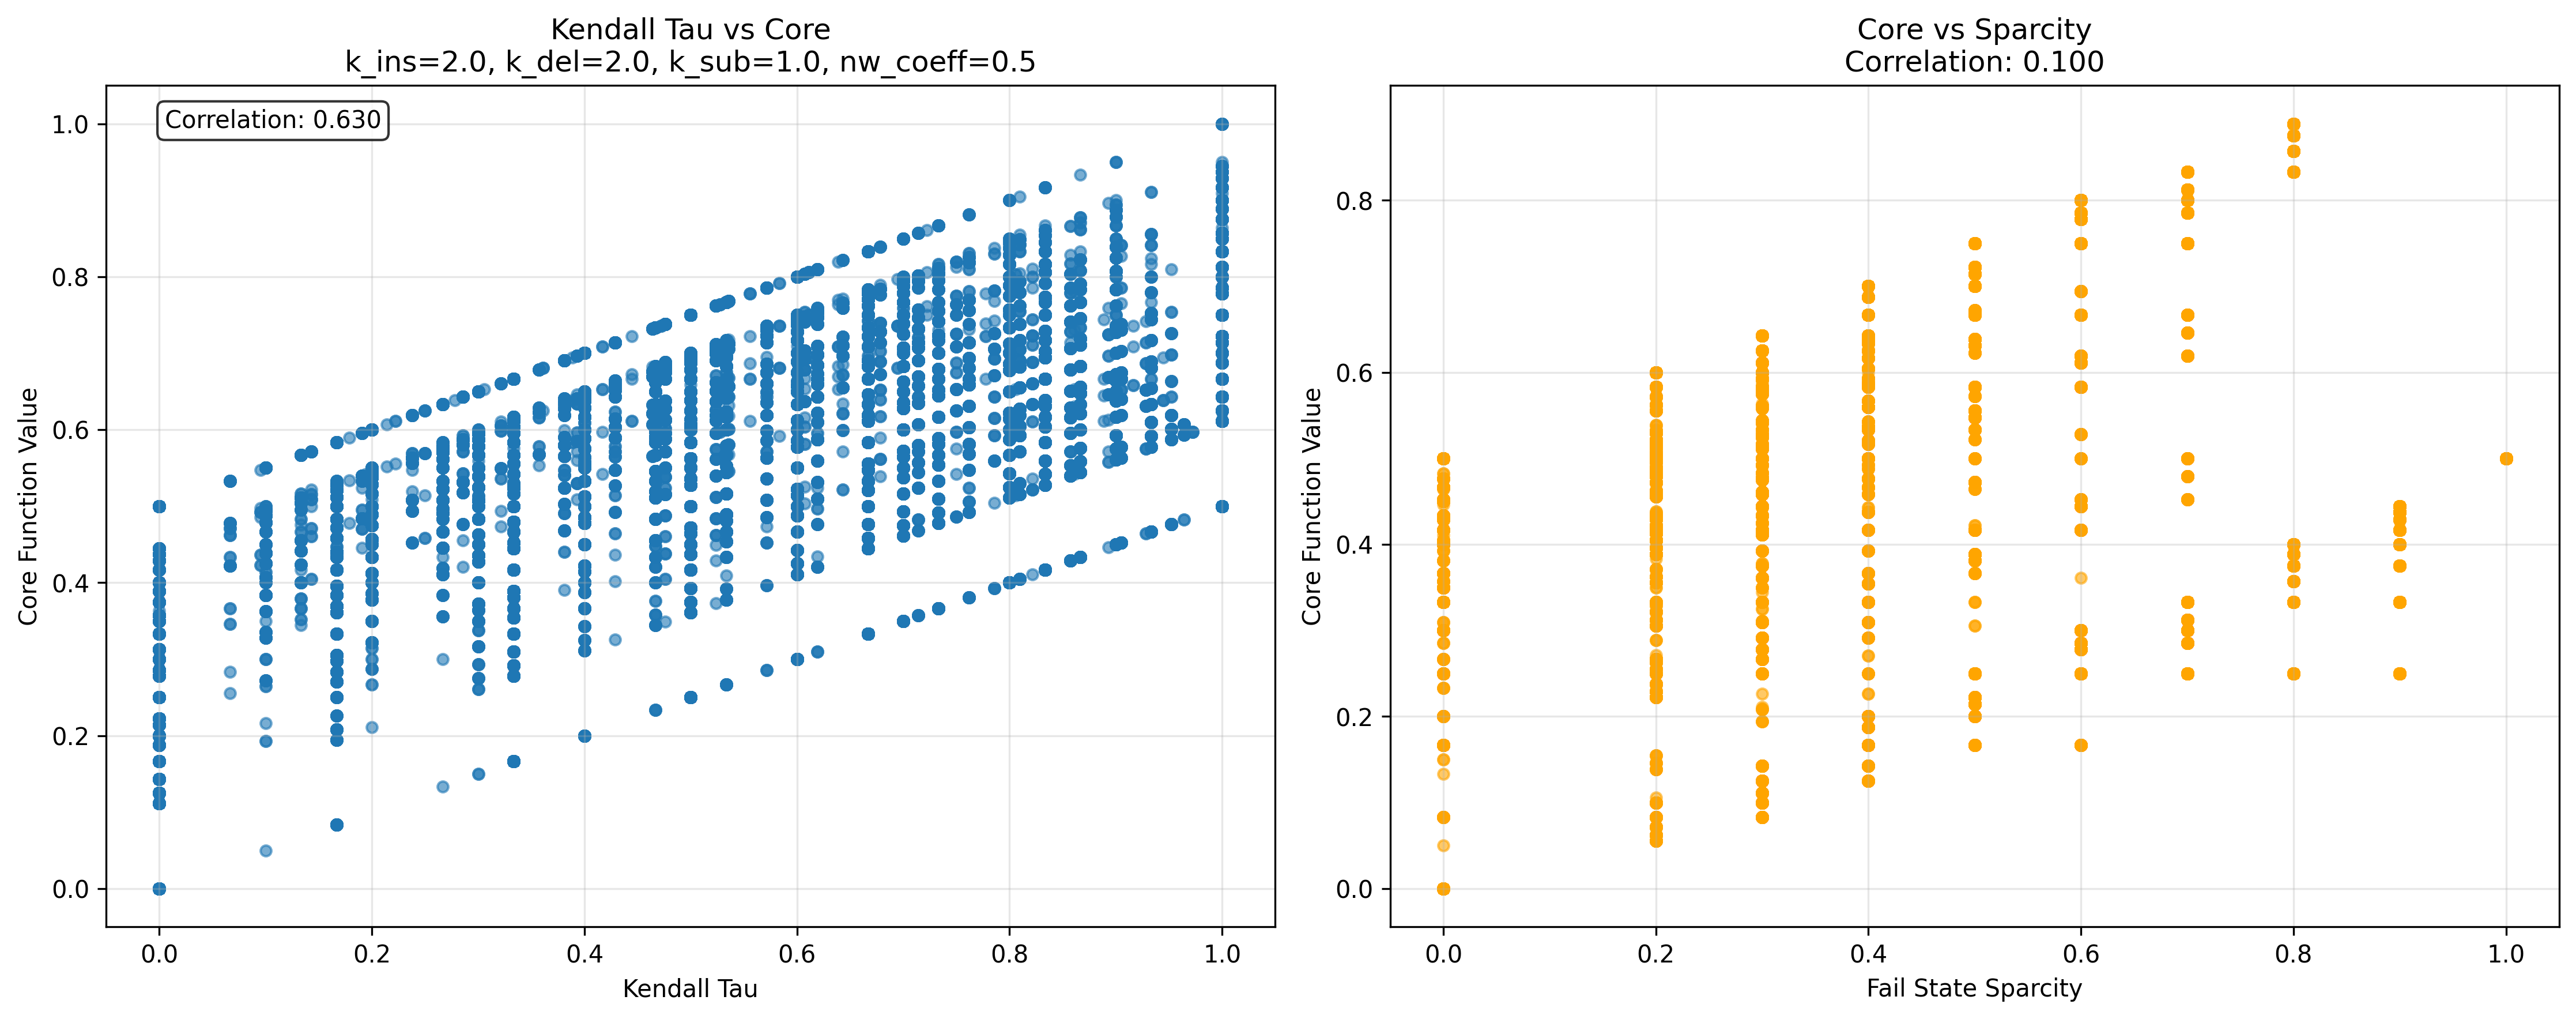 Kendall Tau vs Core
k_ins=2.0, k_del=2.0, k_sub=1.0, nw_coeff=0.5
Correlation: 0.630
1.0
0.8
0.6
0.4
0.2
0.0
Core Function Value
0.0 0.2 0.4 0.6 0.8 1.0
Kendall Tau
Core vs Sparcity
Correlation: 0.100
0.8
0.6
0.4
0.2
0.0
Core Function Value
0.0 0.2 0.4 0.6 0.8 1.0
Fail State Sparcity